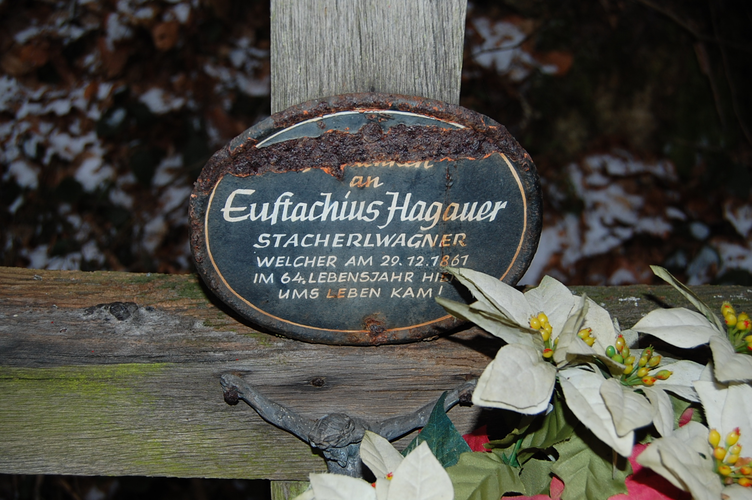 an
Eustachius Hagauer
STACHERLWAGNER
WELCHER AM 29.12.1861
IM 64. LEBENSJAHR
UMS LEBEN KAM!